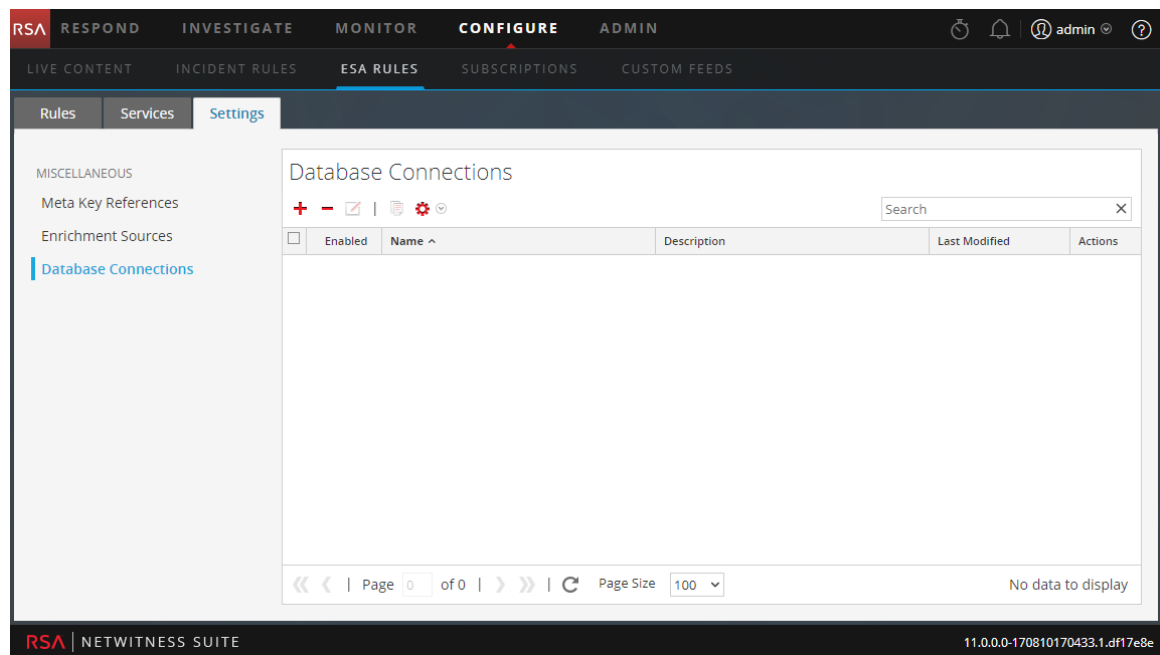 RSA RESPOND INVESTIGATE MONITOR CONFIGURE ADMIN admin ?
LIVE CONTENT INCIDENT RULES ESA RULES SUBSCRIPTIONS CUSTOM FEEDS
Rules Services Settings
MISCELLANEOUS
Meta Key References
Enrichment Sources
Database Connections
Database Connections
Search
Enabled Name Description Last Modified Actions
Page 0 of 0 Page Size 100 No data to display
RSA NETWITNESS SUITE 11.0.0.0-170810170433.1.df17e8e